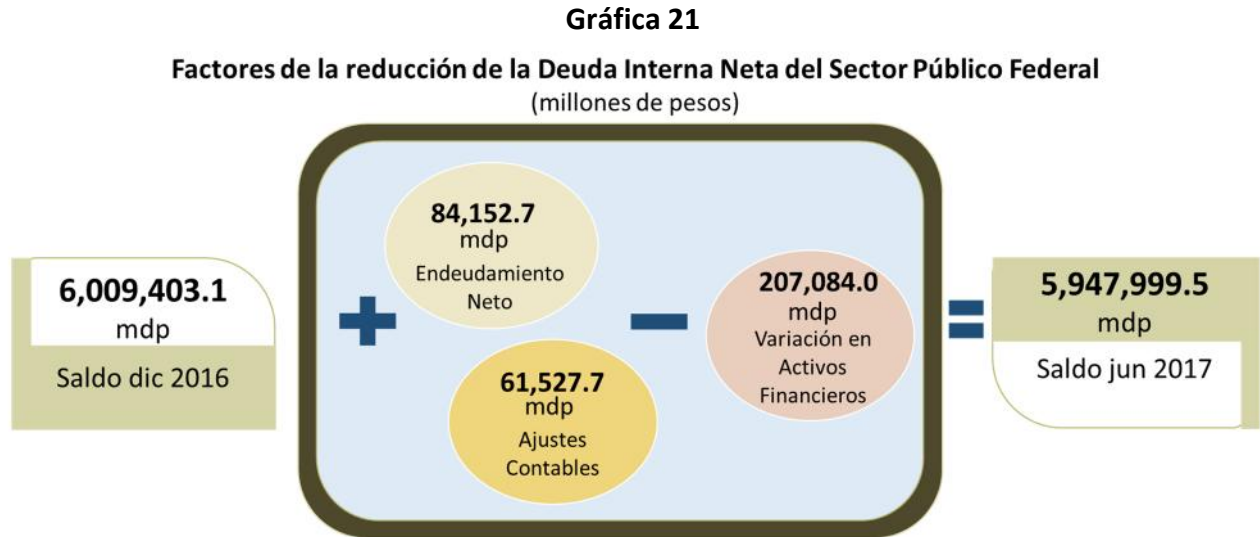 Gráfica 21
Factores de la reducción de la Deuda Interna Neta del Sector Público Federal
(millones de pesos)
6,009,403.1
mdp
Saldo dic 2016
+
84,152.7
mdp
Endeudamiento
Neto
61,527.7
mdp
Ajustes
Contables
−
207,084.0
mdp
Variación en
Activos
Financieros
=
5,947,999.5
mdp
Saldo jun 2017